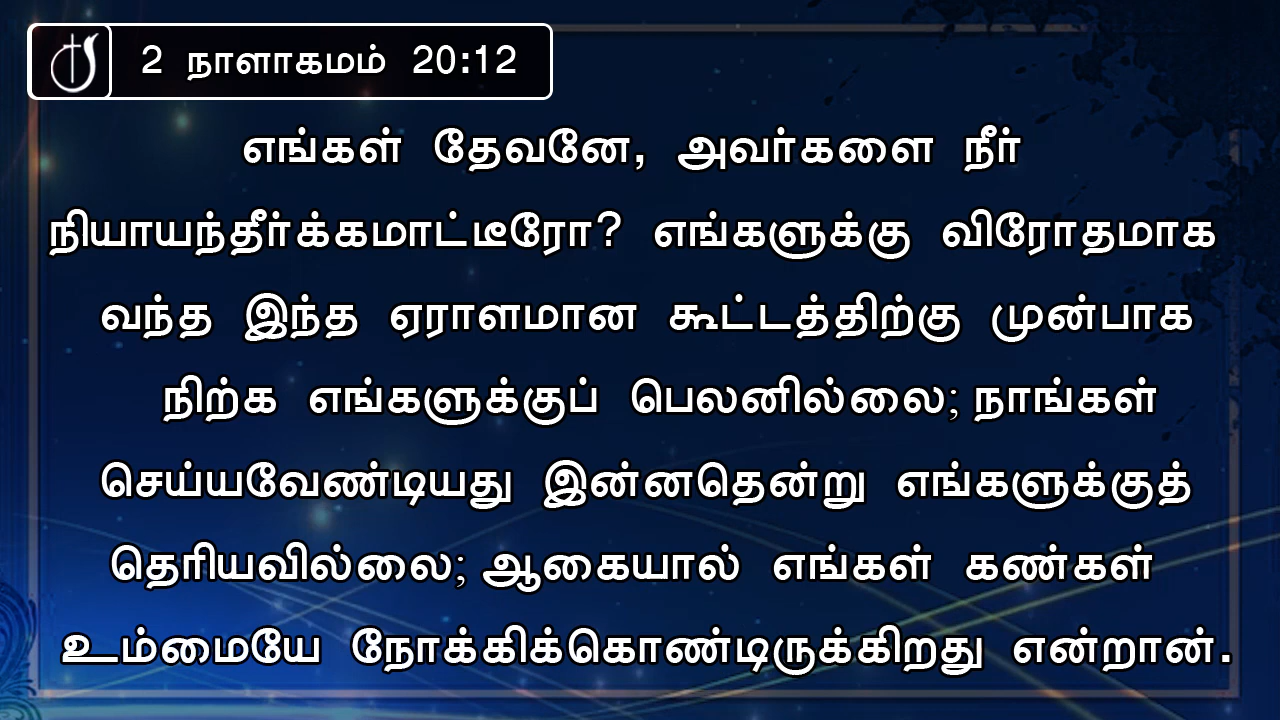 2 நாளாகமம் 20:12
எங்கள் தேவனே, அவர்களை நீர்
நியாயந்தீர்க்கமாட்டீரோ? எங்களுக்கு விரோதமாக
வந்த இந்த ஏராளமான கூட்டத்திற்கு முன்பாக
நிற்க எங்களுக்குப் பெலனில்லை; நாங்கள்
செய்யவேண்டியது இன்னதென்று எங்களுக்குத்
தெரியவில்லை; ஆகையால் எங்கள் கண்கள்
உம்மையே நோக்கிக்கொண்டிருக்கிறது என்றான்.